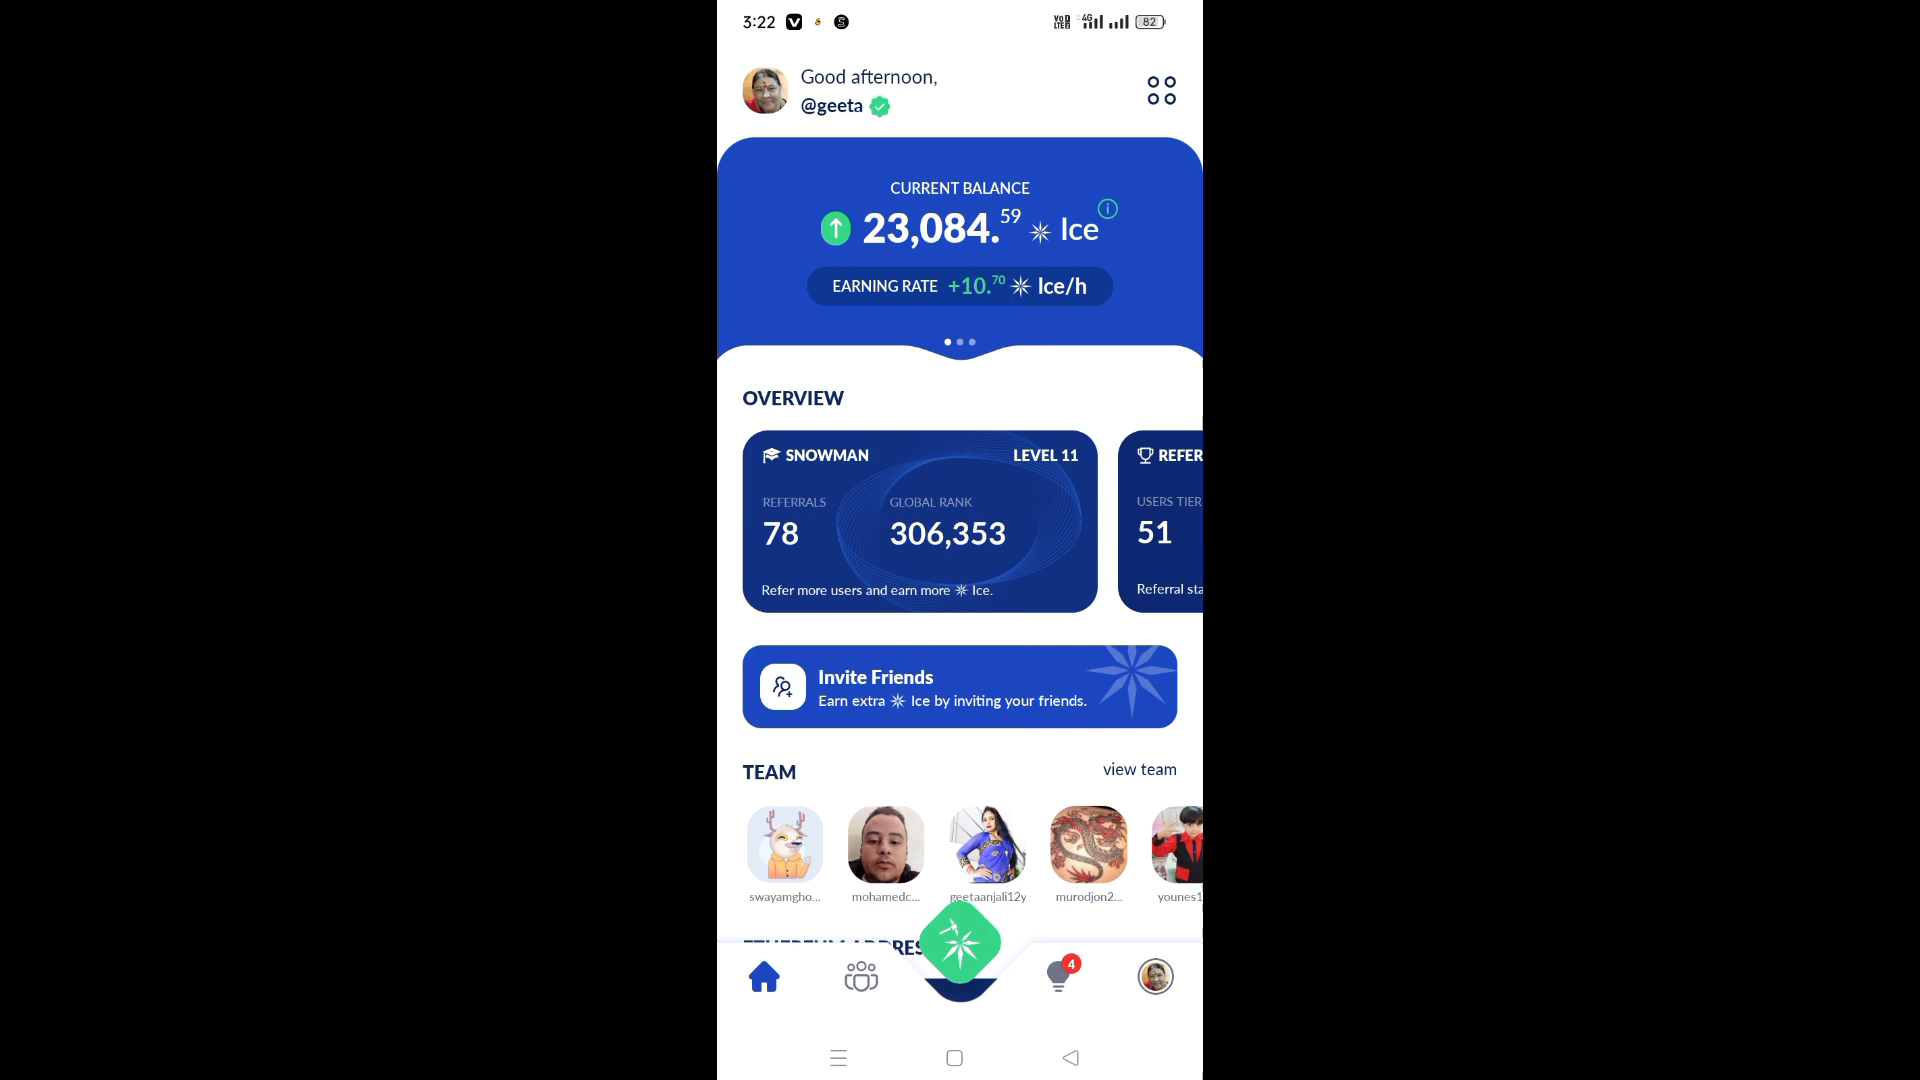 3:22
VoD LTE 4G 82
Good afternoon,
@geeta
CURRENT BALANCE
23,084.59 Ice
EARNING RATE +10.70 Ice/h
OVERVIEW
SNOWMAN LEVEL 11
REFERRALS GLOBAL RANK
78 306,353
Refer more users and earn more Ice.
REFER
USERS TIER
51
Referral sta
Invite Friends
Earn extra Ice by inviting your friends.
TEAM view team
swayamgho... mohamedc... geetaanjali12y murodjon2... younes1
4